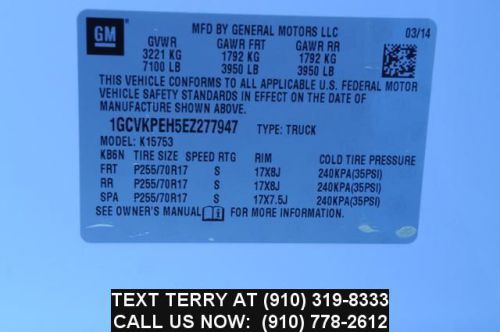 GM
MFD BY GENERAL MOTORS LLC
03/14
GVWR GAWR FRT GAWR RR
3221 KG 1792 KG 1792 KG
7100 LB 3950 LB 3950 LB
THIS VEHICLE CONFORMS TO ALL APPLICABLE U.S. FEDERAL MOTOR
VEHICLE SAFETY STANDARDS IN EFFECT ON THE DATE OF
MANUFACTURE SHOWN ABOVE.
1GCVKPEH5EZ277947 TYPE: TRUCK
MODEL: K15753
KB6N TIRE SIZE SPEED RTG RIM COLD TIRE PRESSURE
FRT P255/70R17 S 17X8J 240KPA(35PSI)
RR P255/70R17 S 17X8J 240KPA(35PSI)
SPA P255/70R17 S 17X7.5J 240KPA(35PSI)
SEE OWNER'S MANUAL FOR MORE INFORMATION.
TEXT TERRY AT (910) 319-8333
CALL US NOW: (910) 778-2612